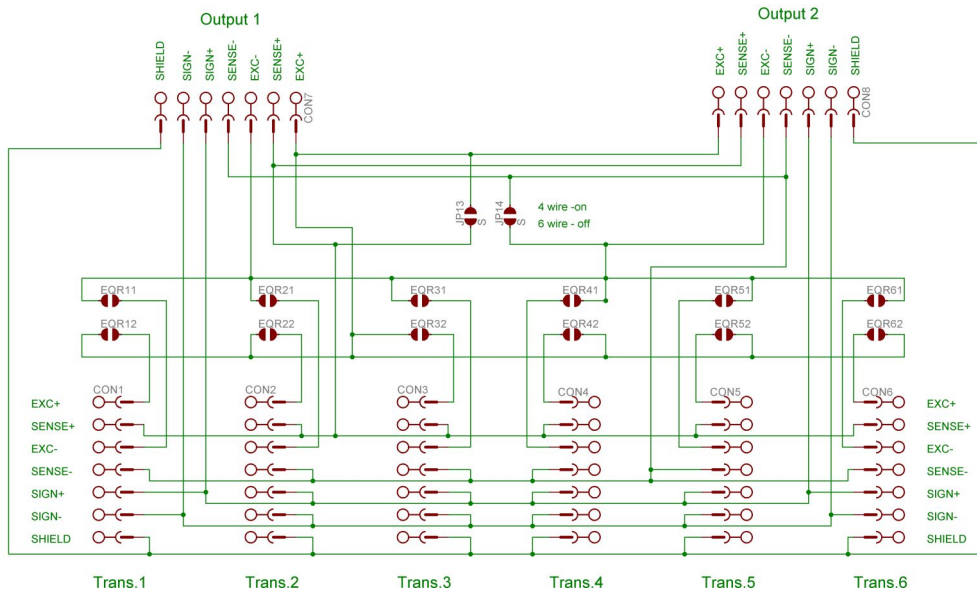 Output 1
Output 2
SHIELD
SIGN-
SIGN+
SENSE-
EXC-
SENSE+
EXC+
CON7
EXC+
SENSE+
EXC-
SENSE-
SIGN+
SIGN-
SHIELD
CON8
JP13
S
JP14
S
4 wire -on
6 wire - off
EQR11
EQR21
EQR31
EQR41
EQR51
EQR61
EQR12
EQR22
EQR32
EQR42
EQR52
EQR62
CON1
CON2
CON3
CON4
CON5
CON6
EXC+
EXC+
SENSE+
SENSE+
EXC-
EXC-
SENSE-
SENSE-
SIGN+
SIGN+
SIGN-
SIGN-
SHIELD
SHIELD
Trans.1
Trans.2
Trans.3
Trans.4
Trans.5
Trans.6